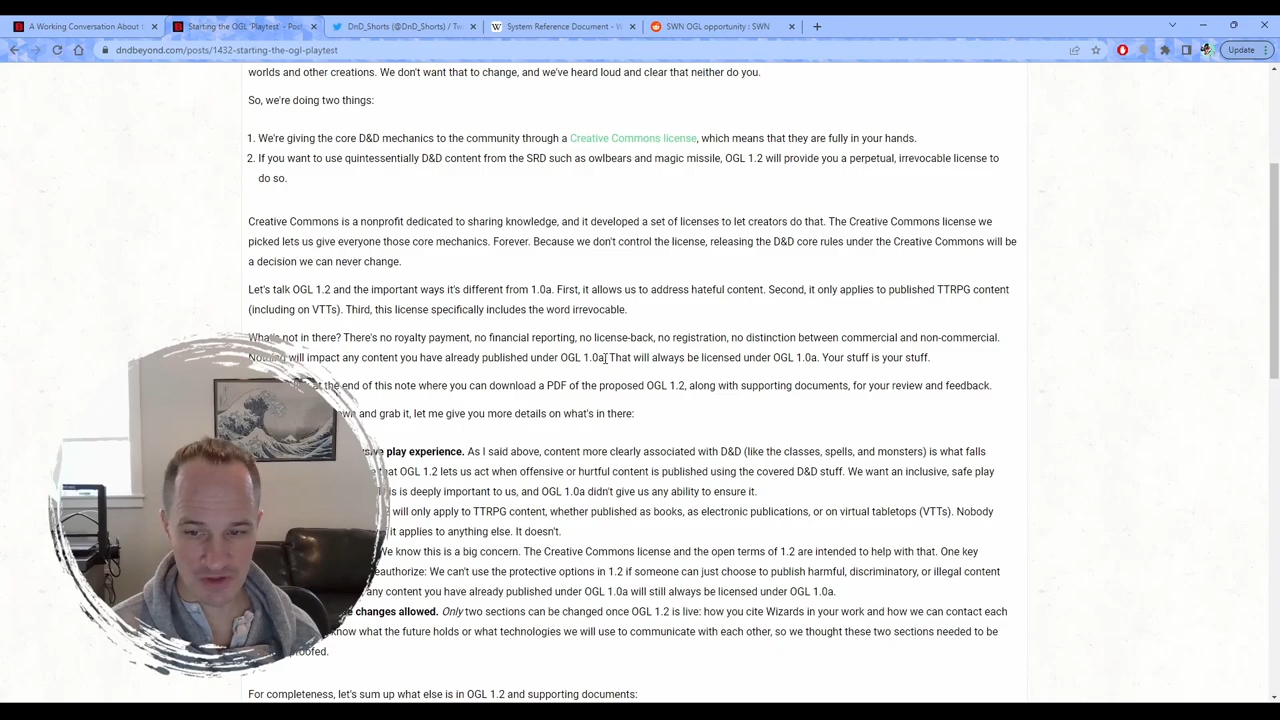 A Working Conversation About t
Starting the OGL 'Playtest' - Pos
DnD_Shorts (@DnD_Shorts) / Tw
System Reference Document - W
SWN OGL opportunity : SWN
dndbeyond.com/posts/1432-starting-the-ogl-playtest
Update
worlds and other creations. We don't want that to change, and we've heard loud and clear that neither do you.
So, we're doing two things:
1. We're giving the core D&D mechanics to the community through a Creative Commons license, which means that they are fully in your hands.
2. If you want to use quintessentially D&D content from the SRD such as owlbears and magic missile, OGL 1.2 will provide you a perpetual, irrevocable license to
do so.
Creative Commons is a nonprofit dedicated to sharing knowledge, and it developed a set of licenses to let creators do that. The Creative Commons license we
picked lets us give everyone those core mechanics. Forever. Because we don't control the license, releasing the D&D core rules under the Creative Commons will be
a decision we can never change.
Let's talk OGL 1.2 and the important ways it's different from 1.0a. First, it allows us to address hateful content. Second, it only applies to published TTRPG content
(including on VTTs). Third, this license specifically includes the word irrevocable.
What's not in there? There's no royalty payment, no financial reporting, no license-back, no registration, no distinction between commercial and non-commercial.
Nothing will impact any content you have already published under OGL 1.0a. That will always be licensed under OGL 1.0a. Your stuff is your stuff.
at the end of this note where you can download a PDF of the proposed OGL 1.2, along with supporting documents, for your review and feedback.
own and grab it, let me give you more details on what's in there:
sive play experience. As I said above, content more clearly associated with D&D (like the classes, spells, and monsters) is what falls
that OGL 1.2 lets us act when offensive or hurtful content is published using the covered D&D stuff. We want an inclusive, safe play
is is deeply important to us, and OGL 1.0a didn't give us any ability to ensure it.
will only apply to TTRPG content, whether published as books, as electronic publications, or on virtual tabletops (VTTs). Nobody
it applies to anything else. It doesn't.
We know this is a big concern. The Creative Commons license and the open terms of 1.2 are intended to help with that. One key
eauthorize: We can't use the protective options in 1.2 if someone can just choose to publish harmful, discriminatory, or illegal content
any content you have already published under OGL 1.0a will still always be licensed under OGL 1.0a.
e changes allowed. Only two sections can be changed once OGL 1.2 is live: how you cite Wizards in your work and how we can contact each
know what the future holds or what technologies we will use to communicate with each other, so we thought these two sections needed to be
proofed.
For completeness, let's sum up what else is in OGL 1.2 and supporting documents: